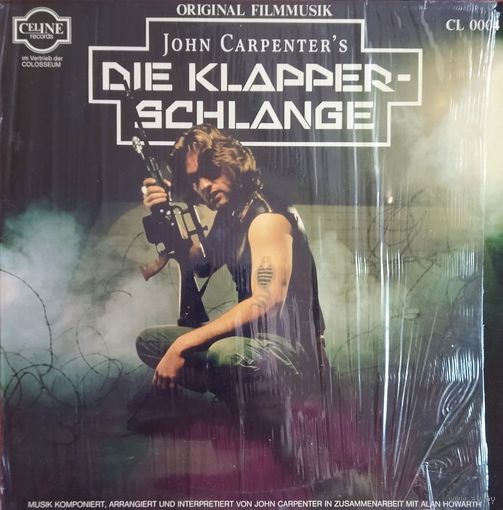 ORIGINAL FILMMUSIK
CELINE
records
im Vertrieb der
COLOSSEUM
CL 0004
JOHN CARPENTER'S
DIE KLAPPER-
SCHLANGE
MUSIK KOMPONIERT, ARRANGIERT UND INTERPRETIERT VON JOHN CARPENTER IN ZUSAMMENARBEIT MIT ALAN HOWARTH